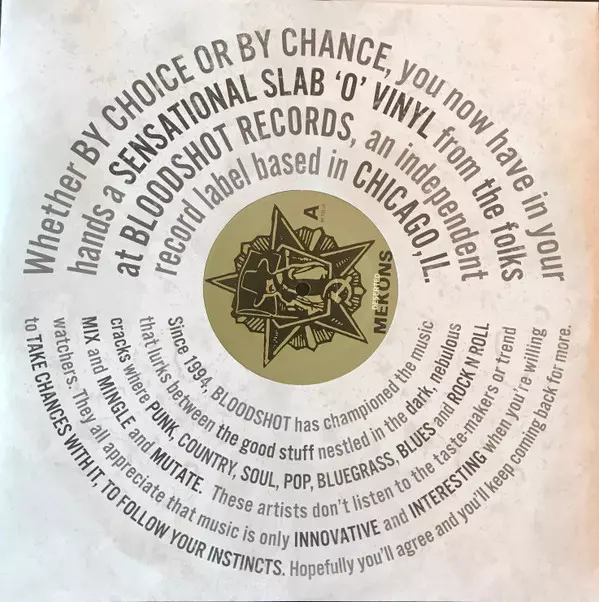 Whether BY CHOICE OR BY CHANCE, you now have in your
hands a SENSATIONAL SLAB ‘O’ VINYL from the folks
at BLOODSHOT RECORDS, an independent
record label based in CHICAGO, IL.
A
DESERTED
MEKONS
Since 1994, BLOODSHOT has championed the music
that lurks between the good stuff nestled in the dark, nebulous
cracks where PUNK, COUNTRY, SOUL, POP, BLUEGRASS, BLUES and ROCK N ROLL
MIX and MINGLE and MUTATE. These artists don’t listen to the taste-makers or trend
watchers. They all appreciate that music is only INNOVATIVE and INTERESTING when you’re willing
to TAKE CHANCES WITH IT, TO FOLLOW YOUR INSTINCTS. Hopefully you’ll agree and you’ll keep coming back for more.